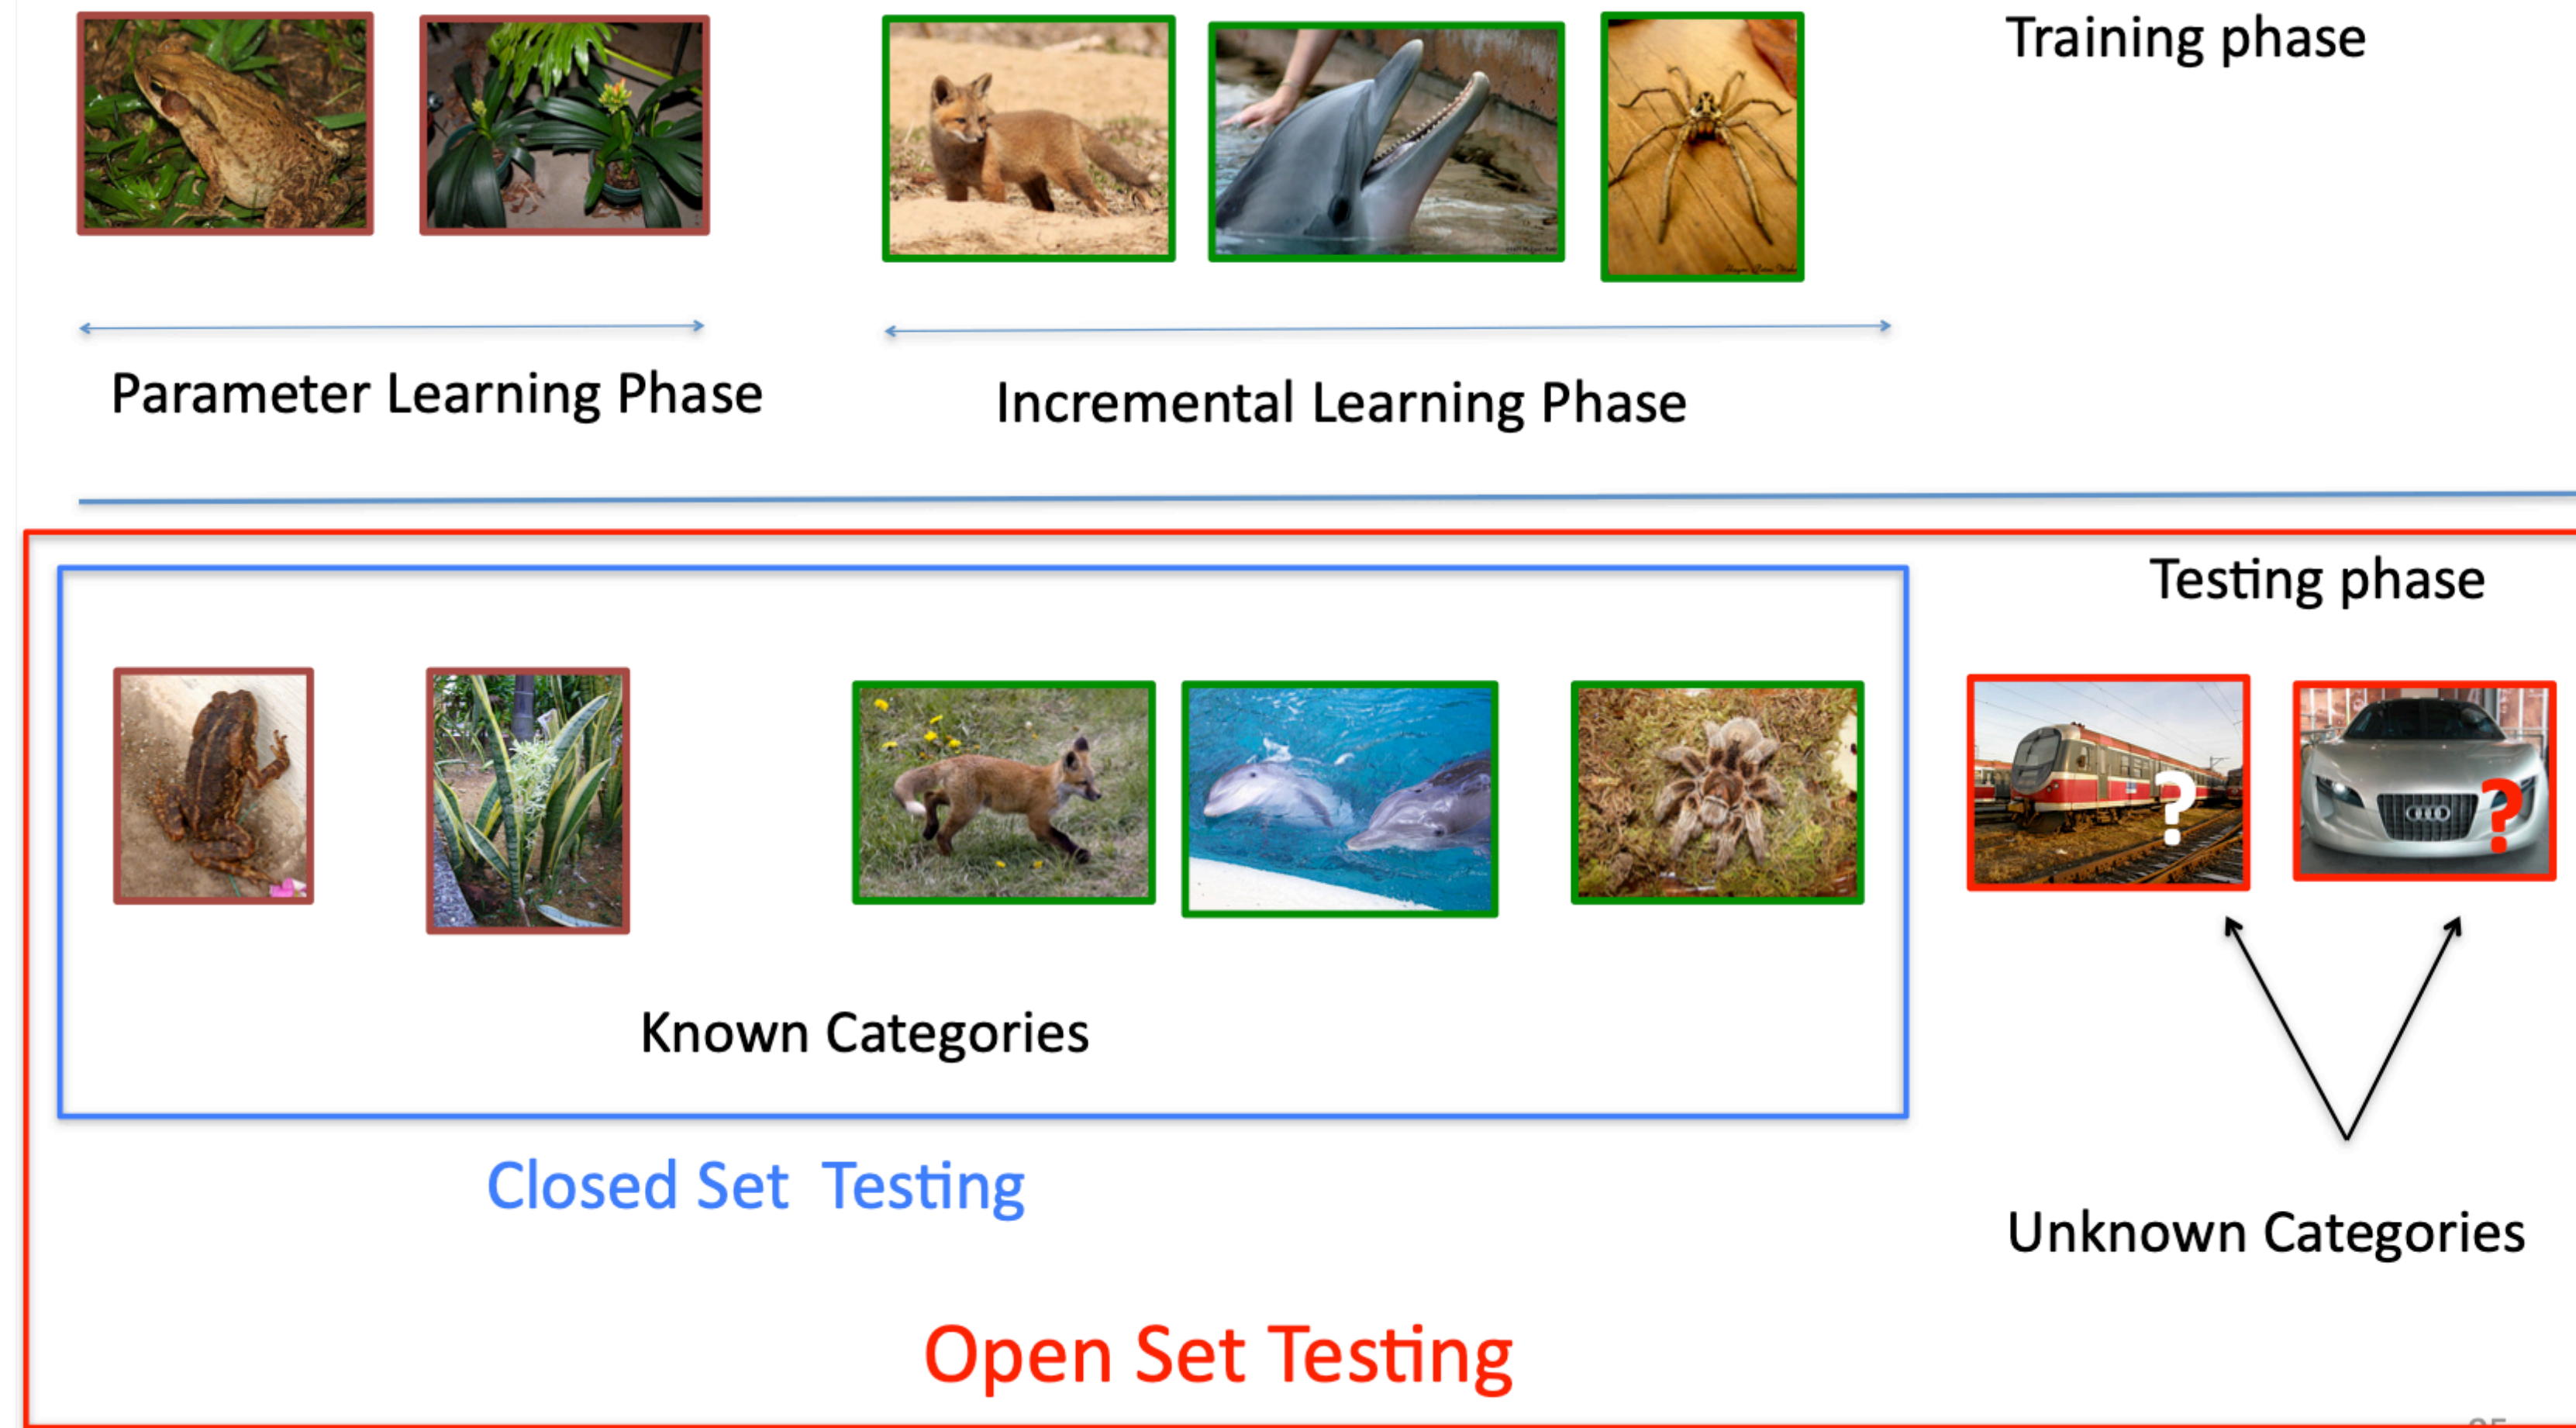 Training phase
Parameter Learning Phase
Incremental Learning Phase
Testing phase
?
?
Known Categories
Closed Set Testing
Unknown Categories
Open Set Testing